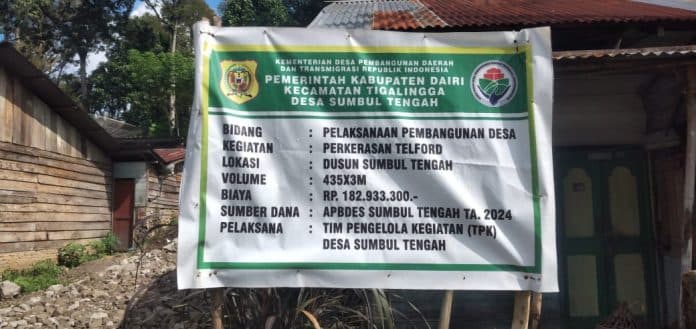 KEMENTERIAN DESA PEMBANGUNAN DAERAH
DAN TRANSMIGRASI REPUBLIK INDONESIA
PEMERINTAH KABUPATEN DAIRI
KECAMATAN TIGALINGGA
DESA SUMBUL TENGAH
BIDANG : PELAKSANAAN PEMBANGUNAN DESA
KEGIATAN : PERKERASAN TELFORD
LOKASI : DUSUN SUMBUL TENGAH
VOLUME : 435X3M
BIAYA : RP. 182.933.300.-
SUMBER DANA : APBDES SUMBUL TENGAH TA. 2024
PELAKSANA : TIM PENGELOLA KEGIATAN (TPK)
DESA SUMBUL TENGAH